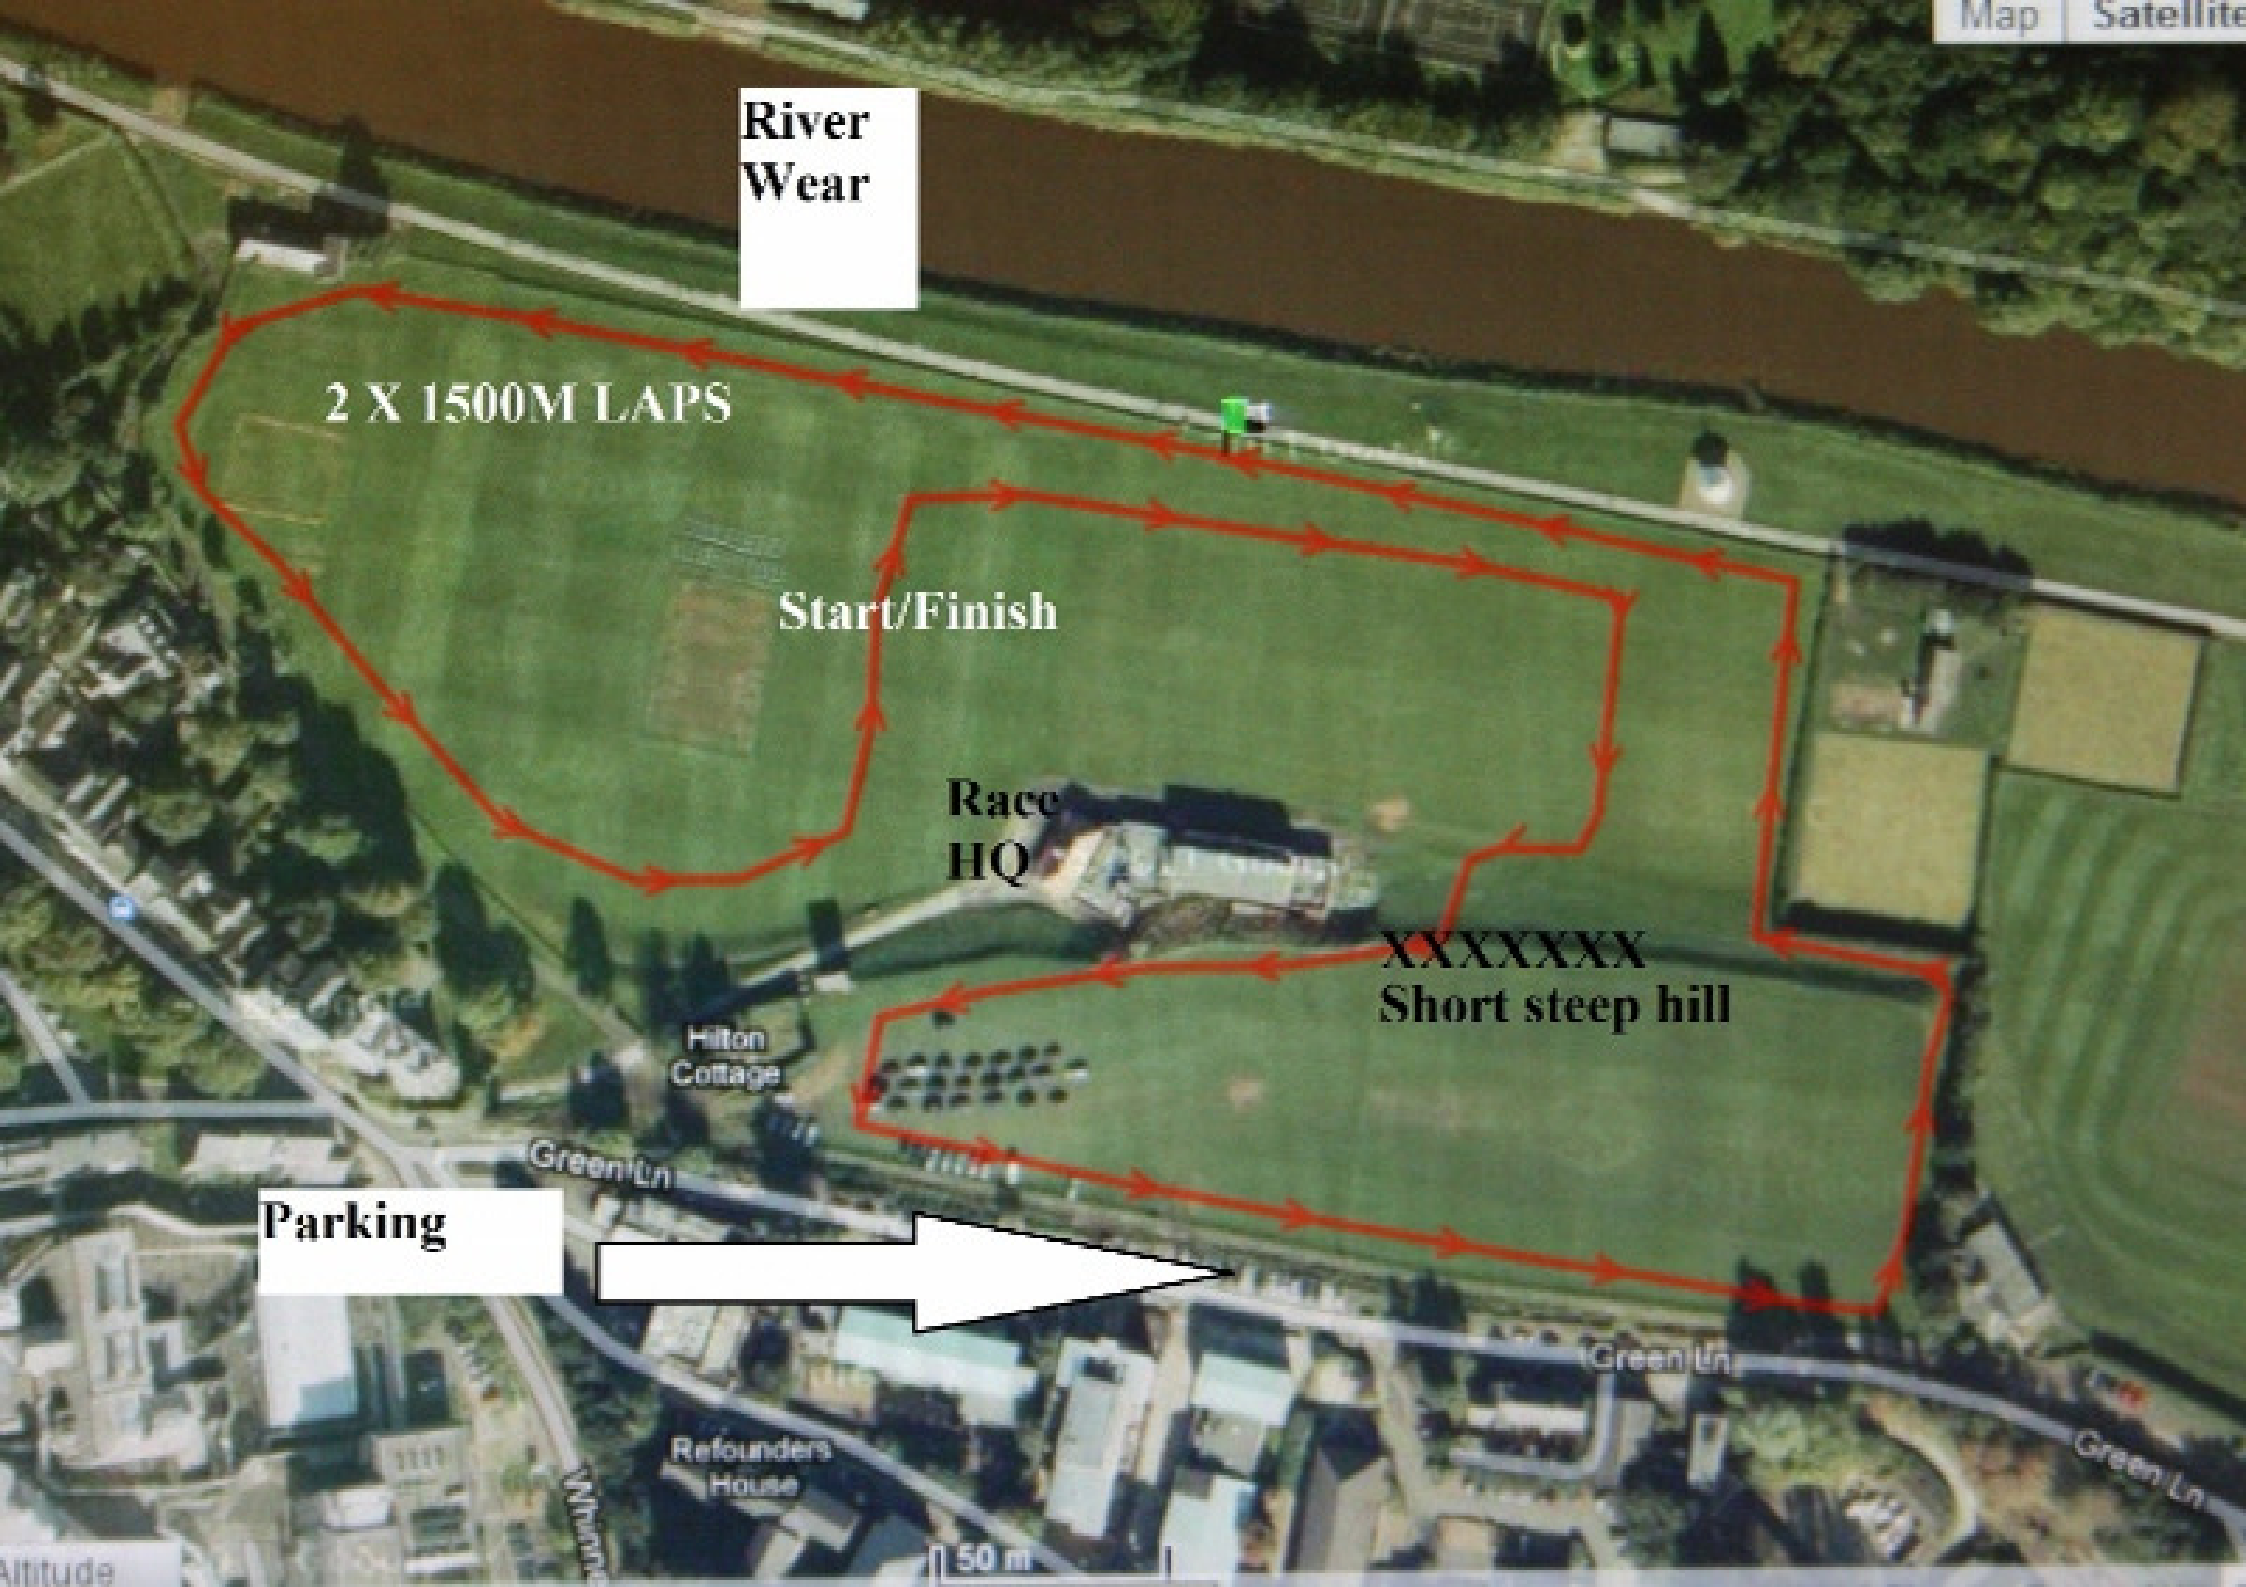 Map
Satellite
River
Wear
2 X 1500M LAPS
Start/Finish
Race
HQ
XXXXXXX
Short steep hill
Hilton
Cottage
Green Ln
Parking
Green Ln
Green Ln
Refounders
House
50 m
Altitude